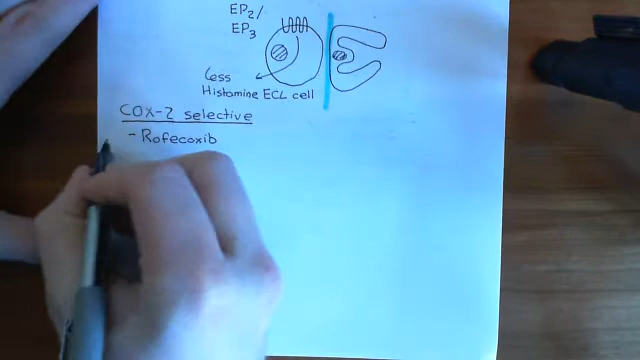 EP2/
EP3
Less
Histamine ECL cell
COX-2 selective
- Rofecoxib